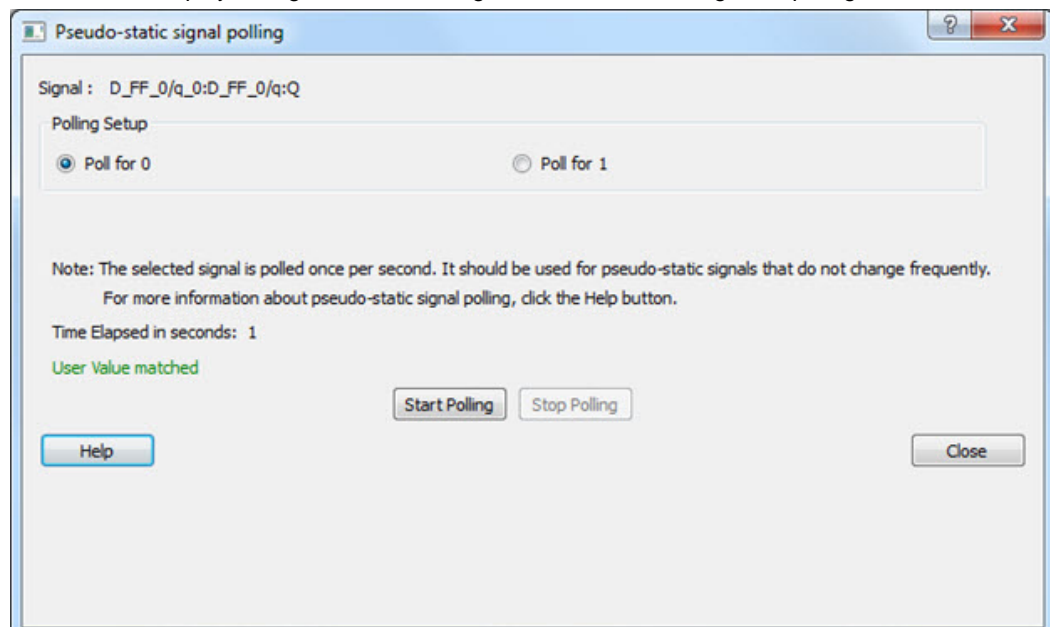 Pseudo-static signal polling
Signal : D_FF_0/q_0:D_FF_0/q:Q
Polling Setup
Poll for 0 Poll for 1
Note: The selected signal is polled once per second. It should be used for pseudo-static signals that do not change frequently.
For more information about pseudo-static signal polling, click the Help button.
Time Elapsed in seconds: 1
User Value matched
Start Polling Stop Polling
Help Close